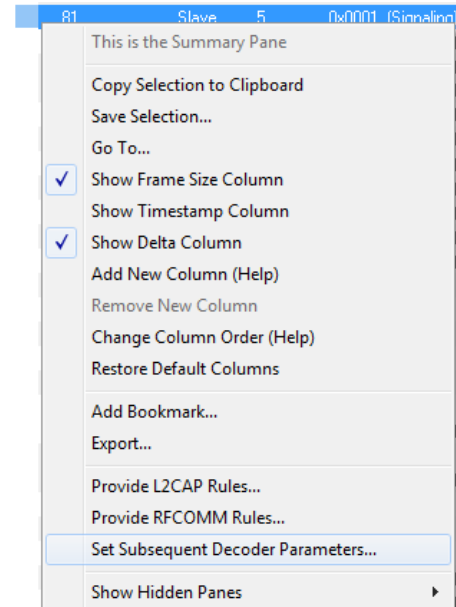 81 Slave 5 0x0001 (Signaling)
This is the Summary Pane
Copy Selection to Clipboard
Save Selection...
Go To...
Show Frame Size Column
Show Timestamp Column
Show Delta Column
Add New Column (Help)
Remove New Column
Change Column Order (Help)
Restore Default Columns
Add Bookmark...
Export...
Provide L2CAP Rules...
Provide RFCOMM Rules...
Set Subsequent Decoder Parameters...
Show Hidden Panes